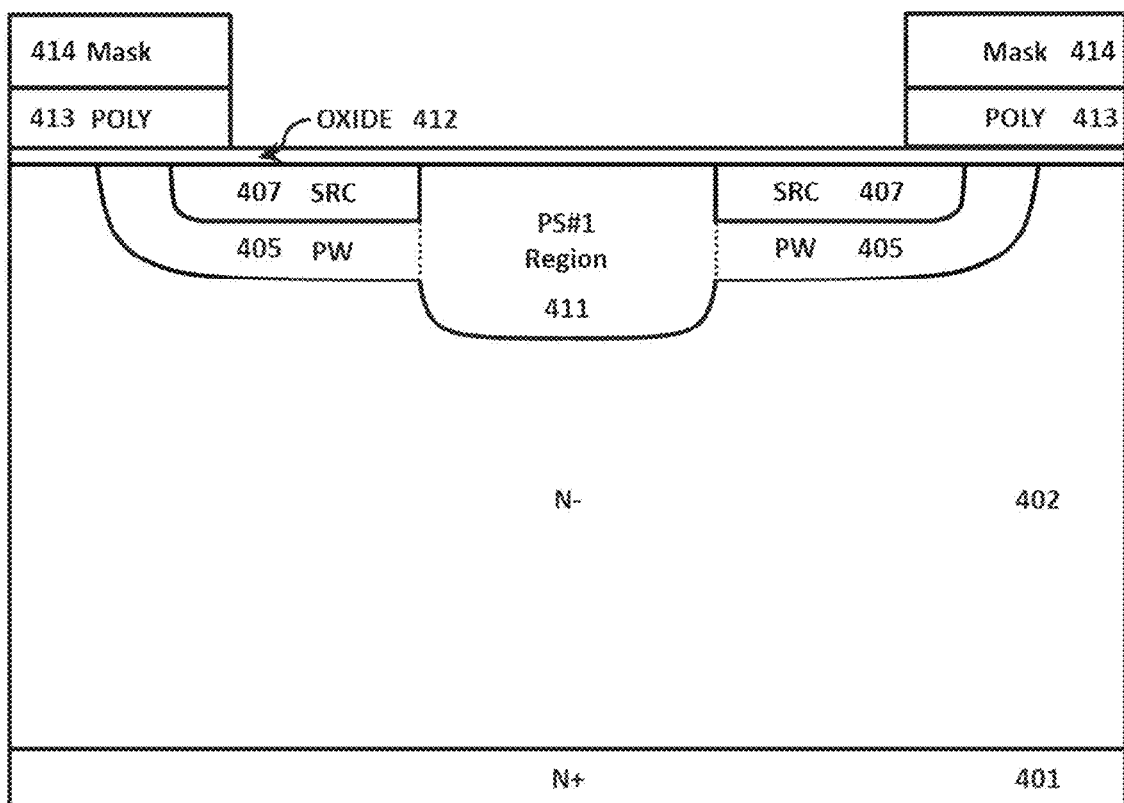 414 Mask
Mask 414
413 POLY
OXIDE 412
POLY 413
407 SRC
SRC 407
405 PW
PS#1
Region
411
PW 405
N-
402
N+
401